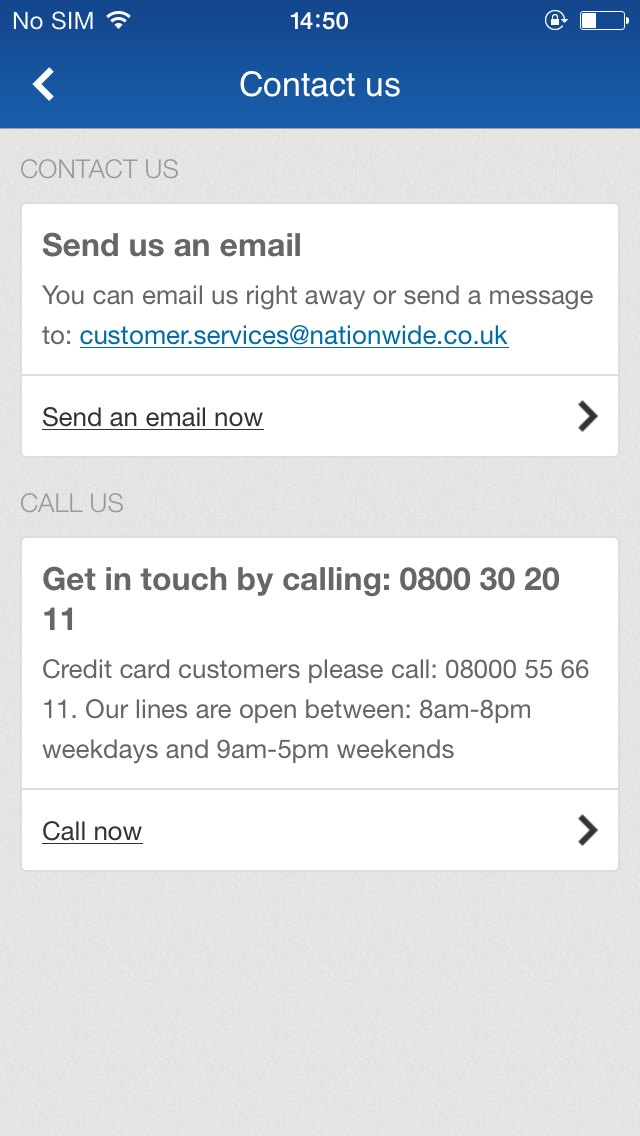 No SIM 14:50
Contact us
CONTACT US
Send us an email
You can email us right away or send a message
to: customer.services@nationwide.co.uk
Send an email now
CALL US
Get in touch by calling: 0800 30 20
11
Credit card customers please call: 08000 55 66
11. Our lines are open between: 8am-8pm
weekdays and 9am-5pm weekends
Call now